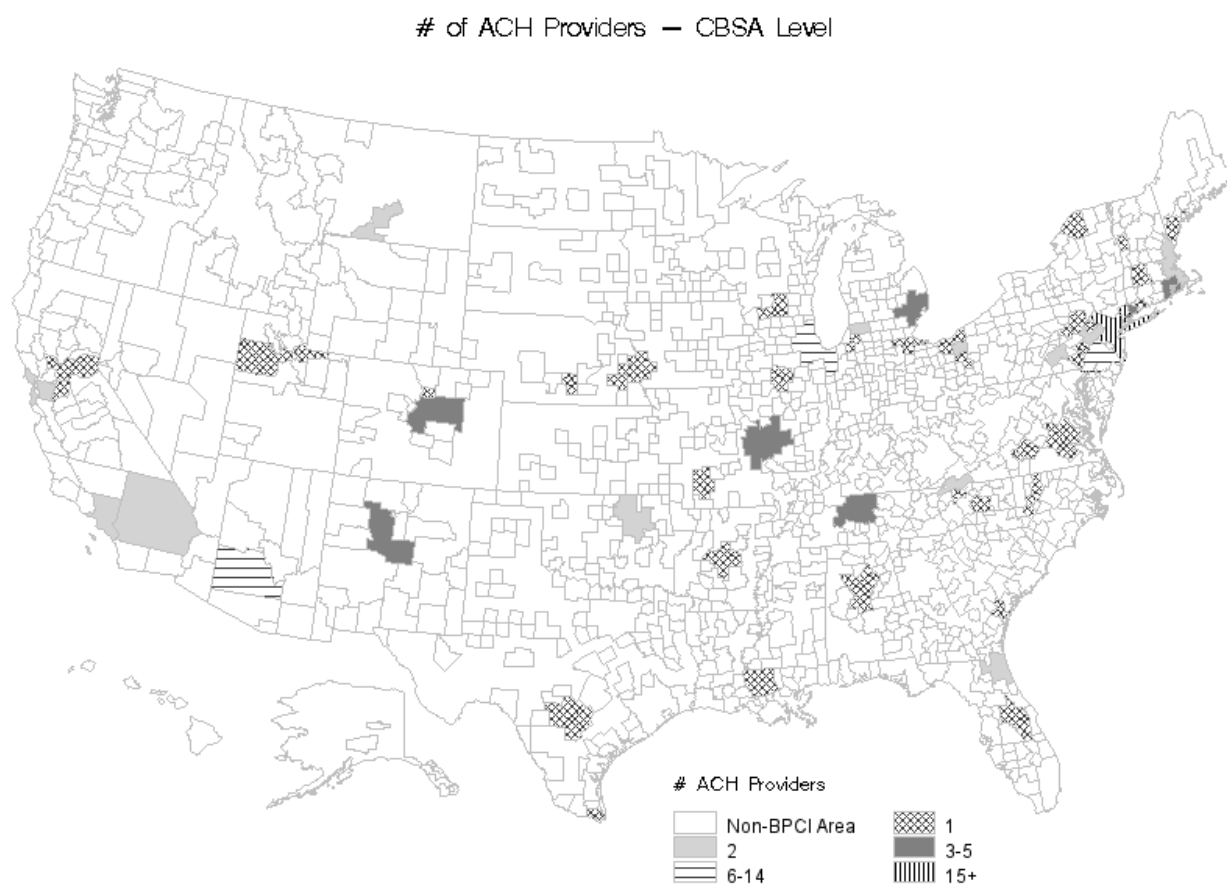 # of ACH Providers — CBSA Level
# ACH Providers
Non-BPCI Area 1
2 3-5
6-14 15+